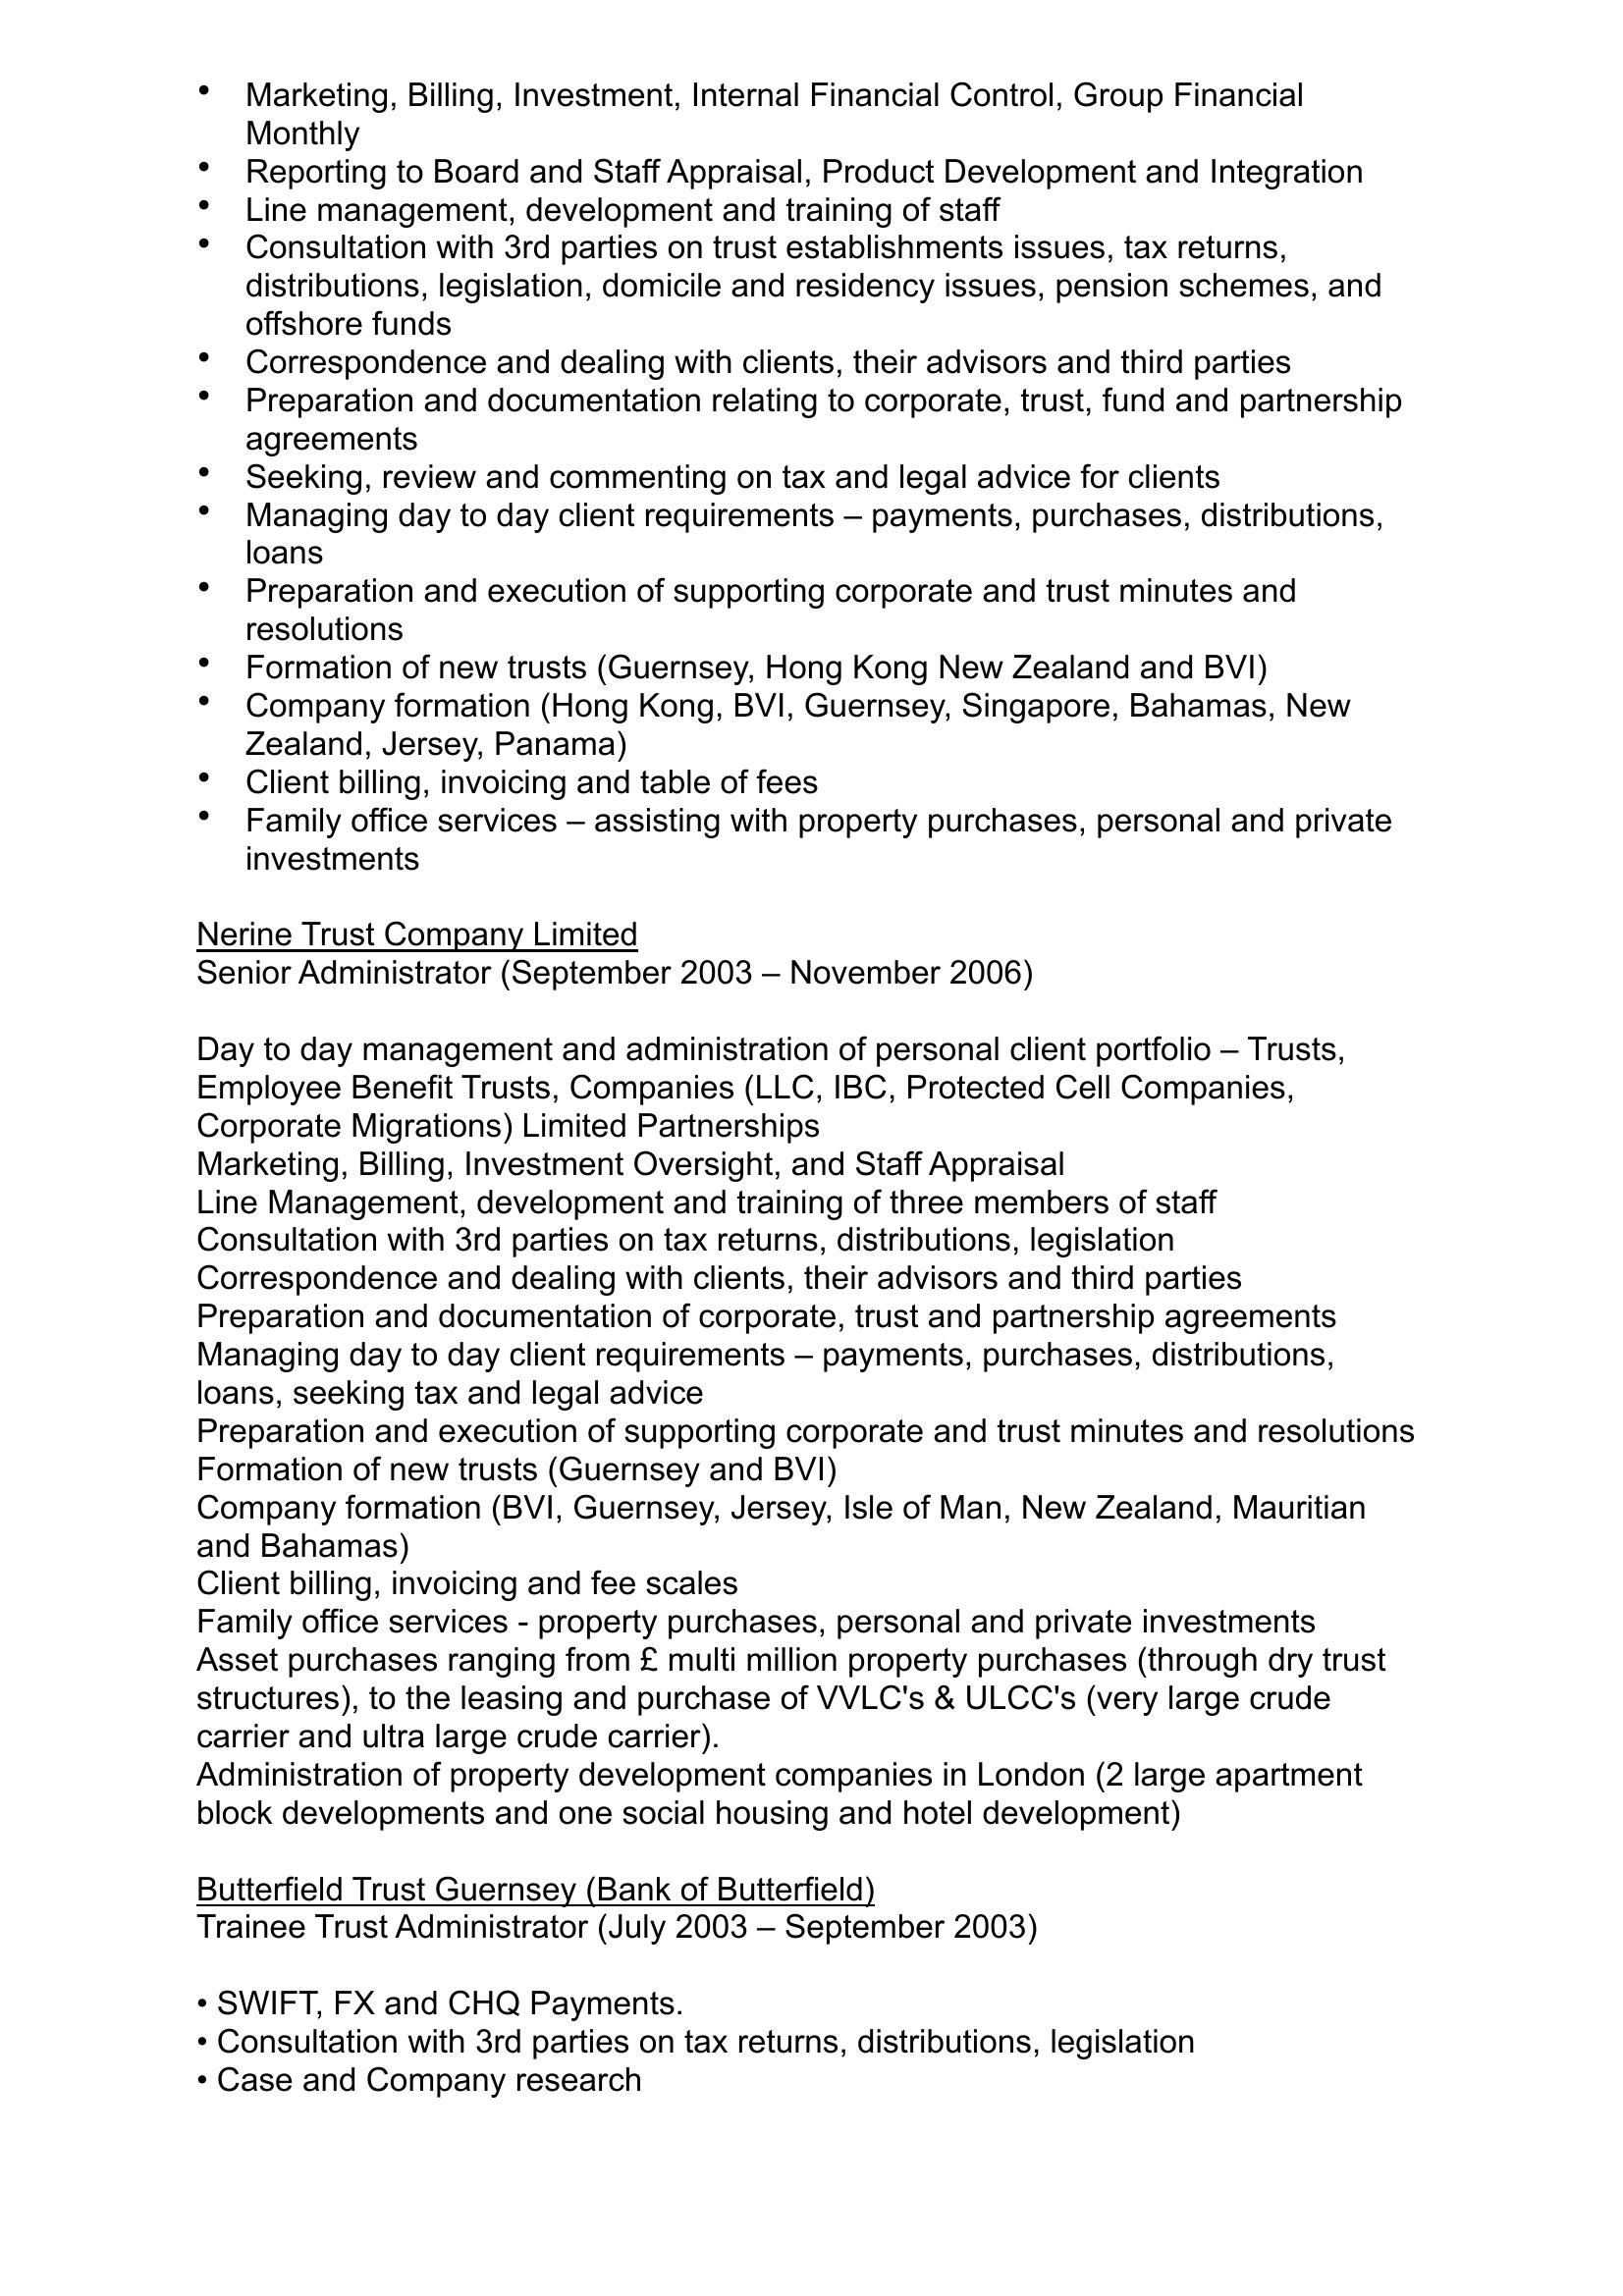 • Marketing, Billing, Investment, Internal Financial Control, Group Financial
Monthly
• Reporting to Board and Staff Appraisal, Product Development and Integration
• Line management, development and training of staff
• Consultation with 3rd parties on trust establishments issues, tax returns,
distributions, legislation, domicile and residency issues, pension schemes, and
offshore funds
• Correspondence and dealing with clients, their advisors and third parties
• Preparation and documentation relating to corporate, trust, fund and partnership
agreements
• Seeking, review and commenting on tax and legal advice for clients
• Managing day to day client requirements – payments, purchases, distributions,
loans
• Preparation and execution of supporting corporate and trust minutes and
resolutions
• Formation of new trusts (Guernsey, Hong Kong New Zealand and BVI)
• Company formation (Hong Kong, BVI, Guernsey, Singapore, Bahamas, New
Zealand, Jersey, Panama)
• Client billing, invoicing and table of fees
• Family office services – assisting with property purchases, personal and private
investments
Nerine Trust Company Limited
Senior Administrator (September 2003 – November 2006)
Day to day management and administration of personal client portfolio – Trusts,
Employee Benefit Trusts, Companies (LLC, IBC, Protected Cell Companies,
Corporate Migrations) Limited Partnerships
Marketing, Billing, Investment Oversight, and Staff Appraisal
Line Management, development and training of three members of staff
Consultation with 3rd parties on tax returns, distributions, legislation
Correspondence and dealing with clients, their advisors and third parties
Preparation and documentation of corporate, trust and partnership agreements
Managing day to day client requirements – payments, purchases, distributions,
loans, seeking tax and legal advice
Preparation and execution of supporting corporate and trust minutes and resolutions
Formation of new trusts (Guernsey and BVI)
Company formation (BVI, Guernsey, Jersey, Isle of Man, New Zealand, Mauritian
and Bahamas)
Client billing, invoicing and fee scales
Family office services - property purchases, personal and private investments
Asset purchases ranging from £ multi million property purchases (through dry trust
structures), to the leasing and purchase of VVLC's & ULCC's (very large crude
carrier and ultra large crude carrier).
Administration of property development companies in London (2 large apartment
block developments and one social housing and hotel development)
Butterfield Trust Guernsey (Bank of Butterfield)
Trainee Trust Administrator (July 2003 – September 2003)
• SWIFT, FX and CHQ Payments.
• Consultation with 3rd parties on tax returns, distributions, legislation
• Case and Company research